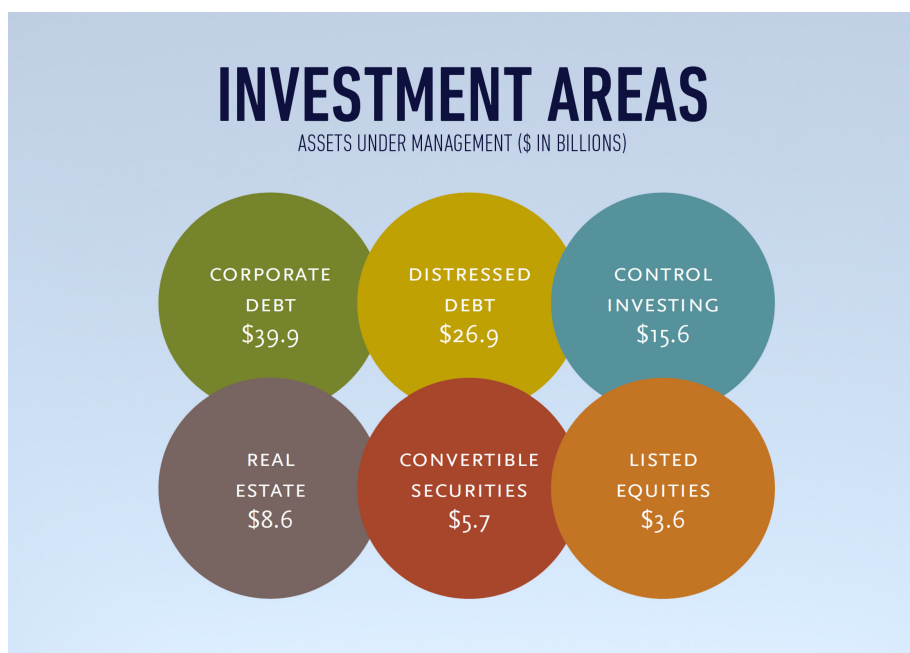 INVESTMENT AREAS
ASSETS UNDER MANAGEMENT ($ IN BILLIONS)
CORPORATE
DEBT
$39.9
DISTRESSED
DEBT
$26.9
CONTROL
INVESTING
$15.6
REAL
ESTATE
$8.6
CONVERTIBLE
SECURITIES
$5.7
LISTED
EQUITIES
$3.6